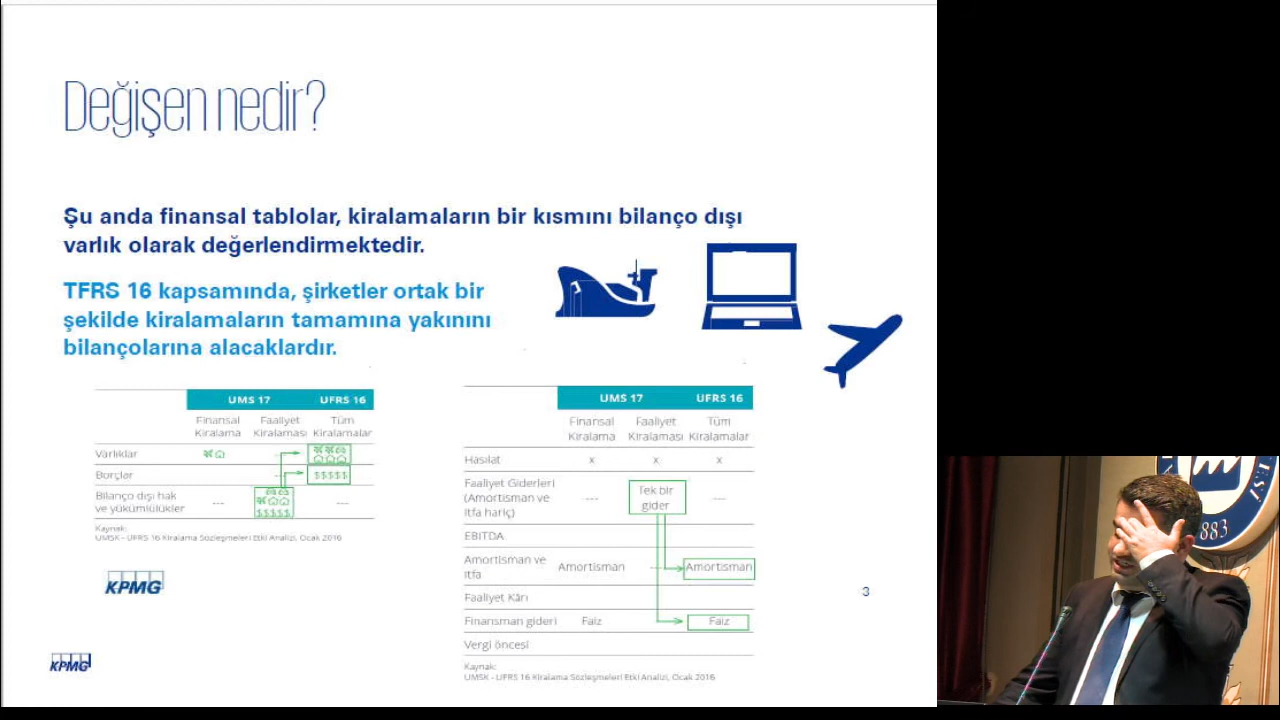 Değişen nedir?
Şu anda finansal tablolar, kiralamaların bir kısmını bilanço dışı
varlık olarak değerlendirmektedir.
TFRS 16 kapsamında, şirketler ortak bir
şekilde kiralamaların tamamına yakınını
bilançolarına alacaklardır.
UMS 17 UFRS 16
Finansal Kiralama Faaliyet Kiralaması Tüm Kiralamalar
Varlıklar ---
Borçlar --- $$$$$
Bilanço dışı hak
ve yükümlülükler --- $$$$$ ---
Kaynak:
UMSK - UFRS 16 Kiralama Sözleşmeleri Etki Analizi, Ocak 2016
KPMG
UMS 17 UFRS 16
Finansal Kiralama Faaliyet Kiralaması Tüm Kiralamalar
Hasılat x x x
Faaliyet Giderleri
(Amortisman ve
itfa hariç) --- Tek bir gider ---
EBITDA
Amortisman ve
itfa Amortisman --- Amortisman
Faaliyet Kârı
Finansman gideri Faiz Faiz
Vergi öncesi
Kaynak:
UMSK - UFRS 16 Kiralama Sözleşmeleri Etki Analizi, Ocak 2016
3
KPMG
883